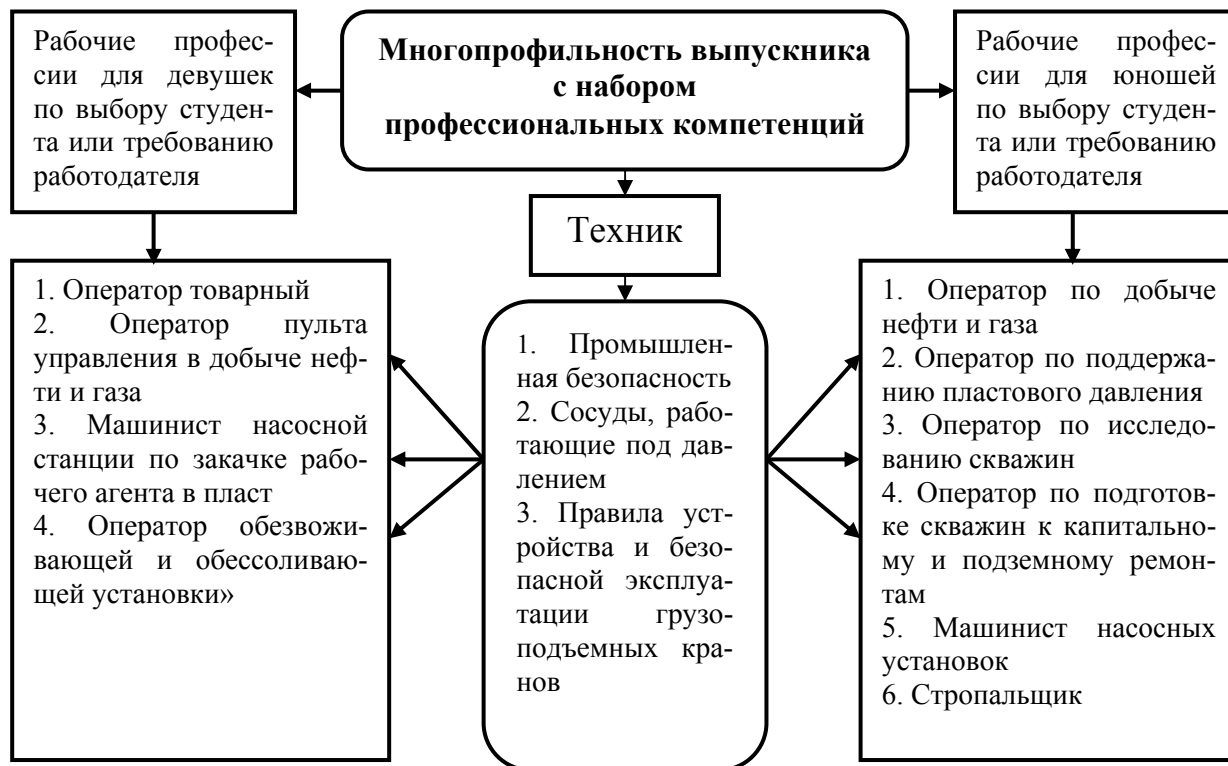 Рабочие профес-
сии для девушек
по выбору студен-
та или требованию
работодателя
Многопрофильность выпускника
с набором
профессиональных компетенций
Рабочие профес-
сии для юношей
по выбору студен-
та или требованию
работодателя
Техник
1. Оператор товарный
2. Оператор пульта
управления в добыче неф-
ти и газа
3. Машинист насосной
станции по закачке рабо-
чего агента в пласт
4. Оператор обезвожи-
вающей и обессоливаю-
щей установки»
1. Промышлен-
ная безопасность
2. Сосуды, рабо-
тающие под дав-
лением
3. Правила уст-
ройства и безо-
пасной эксплуа-
тации грузо-
подъемных кра-
нов
1. Оператор по добыче
нефти и газа
2. Оператор по поддержа-
нию пластового давления
3. Оператор по исследо-
ванию скважин
4. Оператор по подготов-
ке скважин к капитально-
му и подземному ремон-
там
5. Машинист насосных
установок
6. Стропальщик